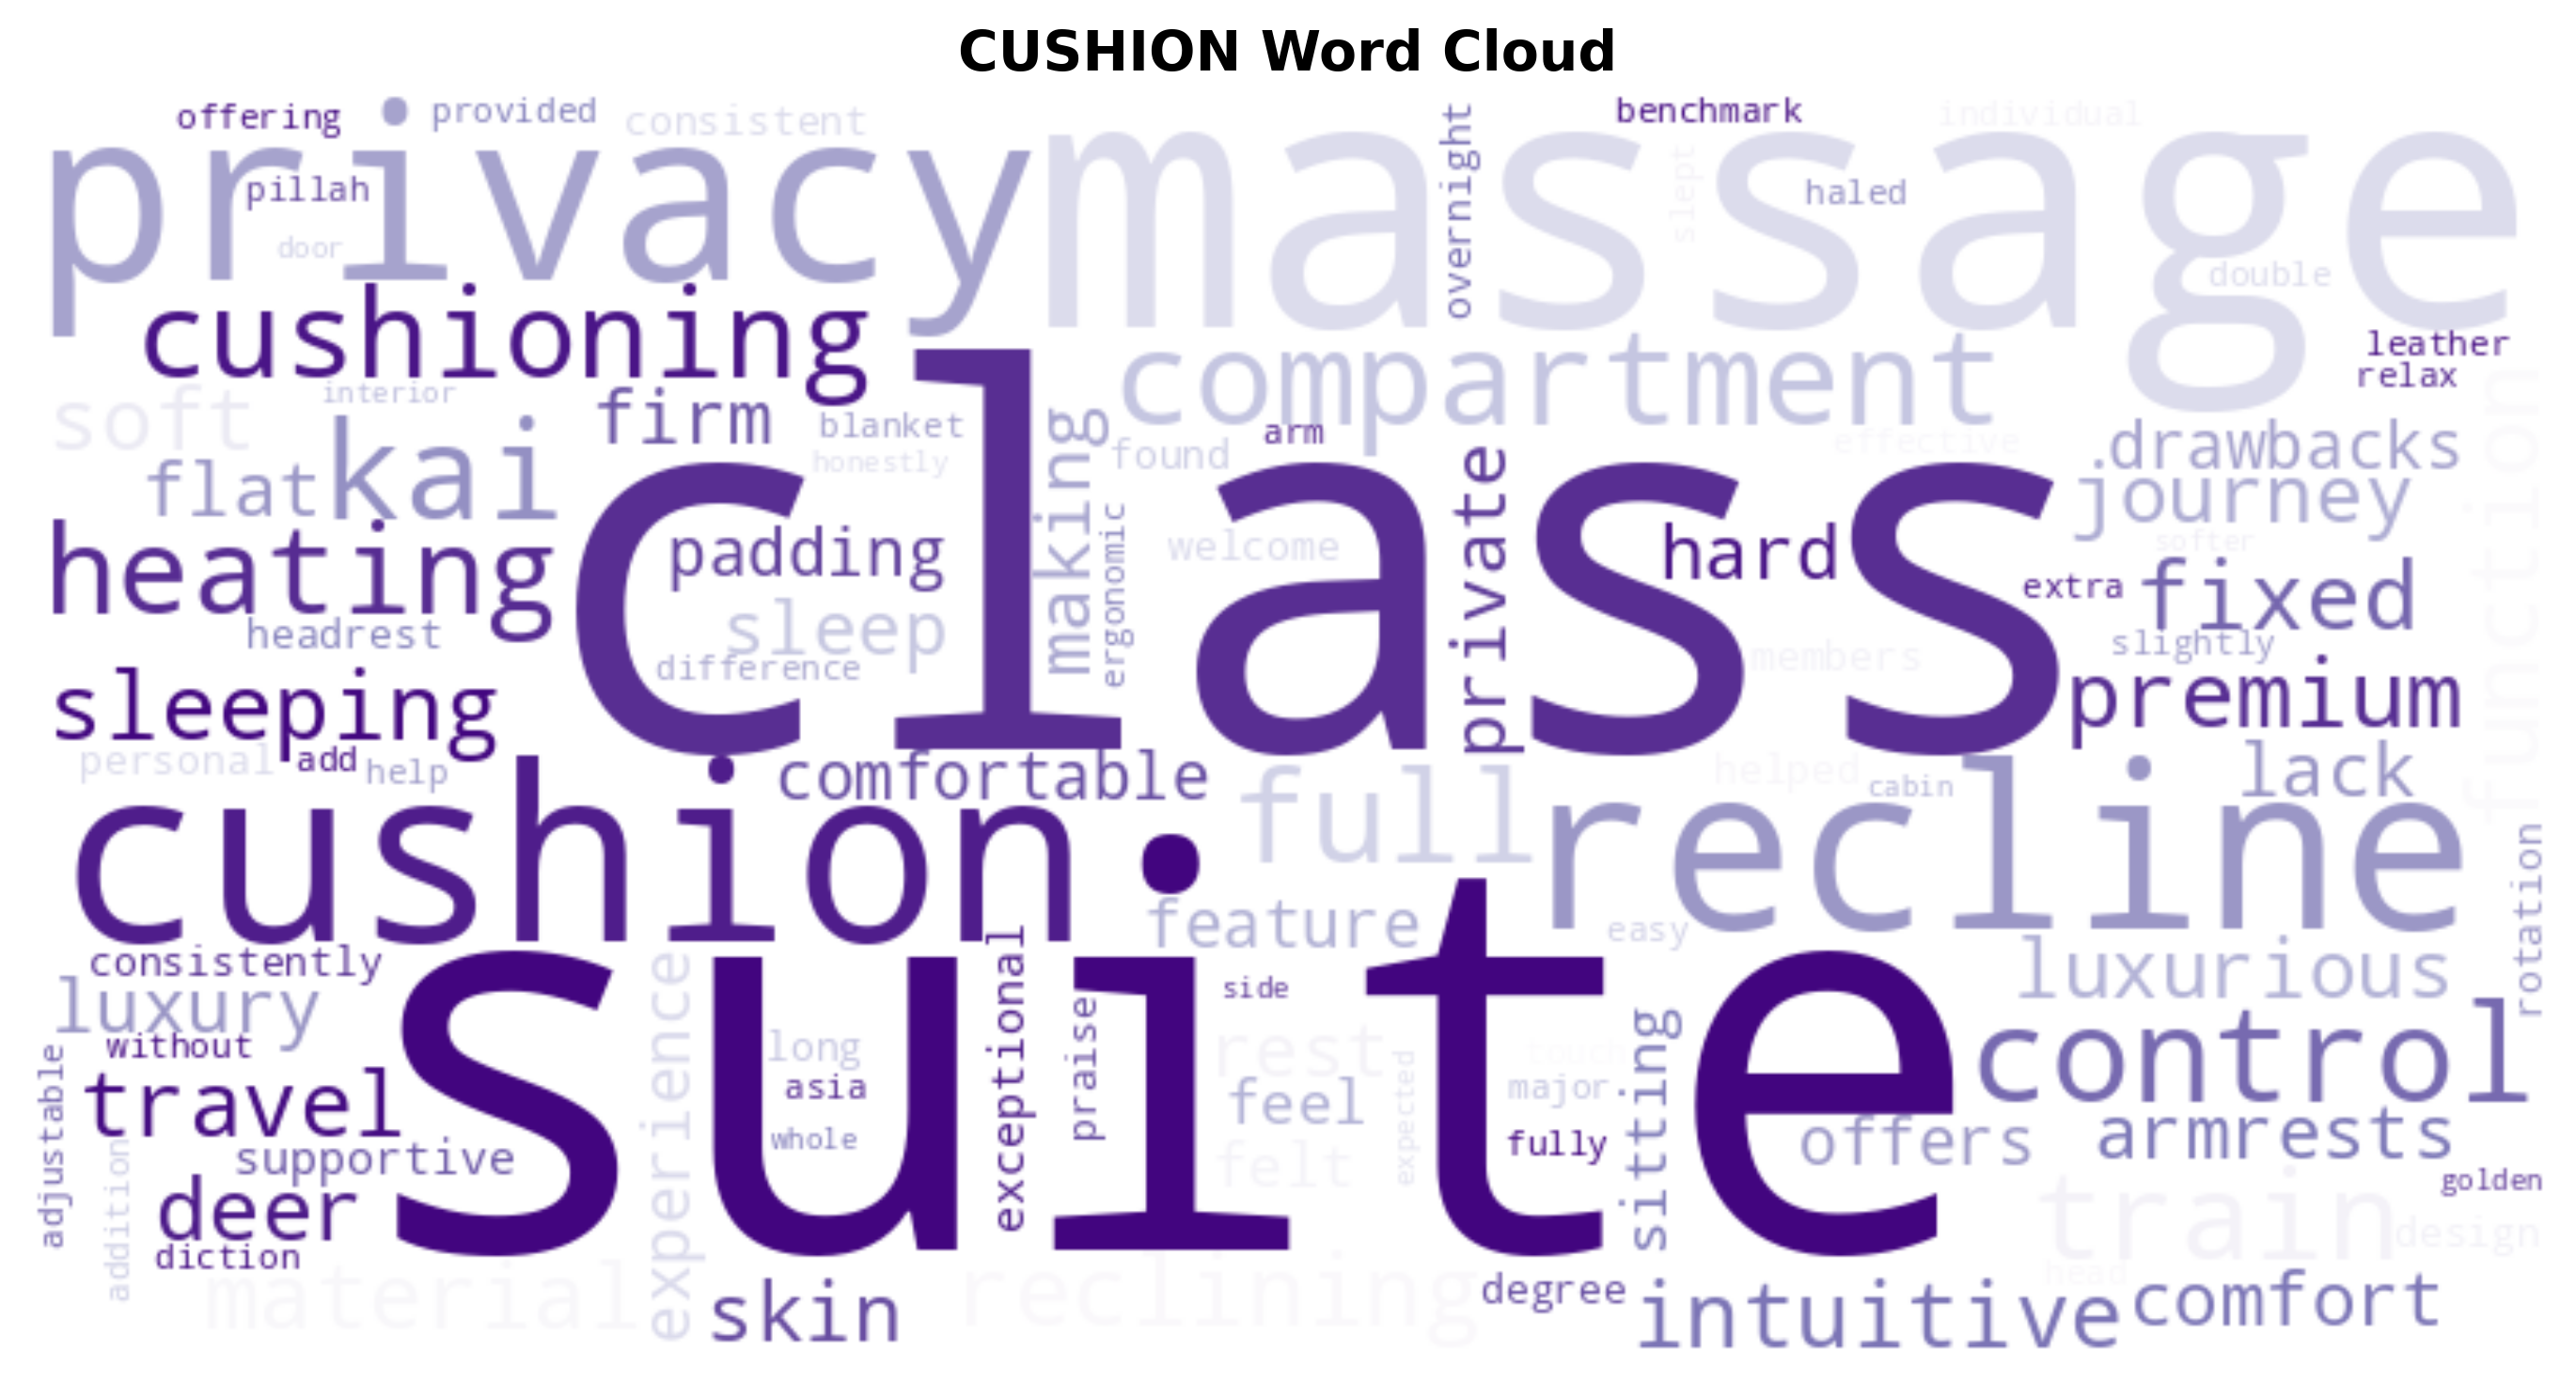 CUSHION Word Cloud
offering
provided
consistent
benchmark
individual
privacy
massage
pillah
overnight
slept
haled
door
double
cushioning
compartment
leather
relax
interior
soft
firm
blanket
kai
flat
honestly
class
making
found
arm
effective
drawbacks
journey
function
heating
padding
ergonomic
welcome
private
hard
softer
extra
fixed
headrest
sleep
difference
members
slightly
sleeping
premium
personal
add
help
comfortable
full
helped
cabin
lack
cushion
recline
rotation
feature
easy
consistently
luxury
suite
exceptional
side
luxurious
without
experience
long
praise
rest
touch
control
adjustable
travel
asia
feel
expected
major
sitting
whole
fully
offers
armrests
supportive
addition
felt
golden
deer
train
design
diction
material
skin
reclining
degree
head
intuitive
comfort